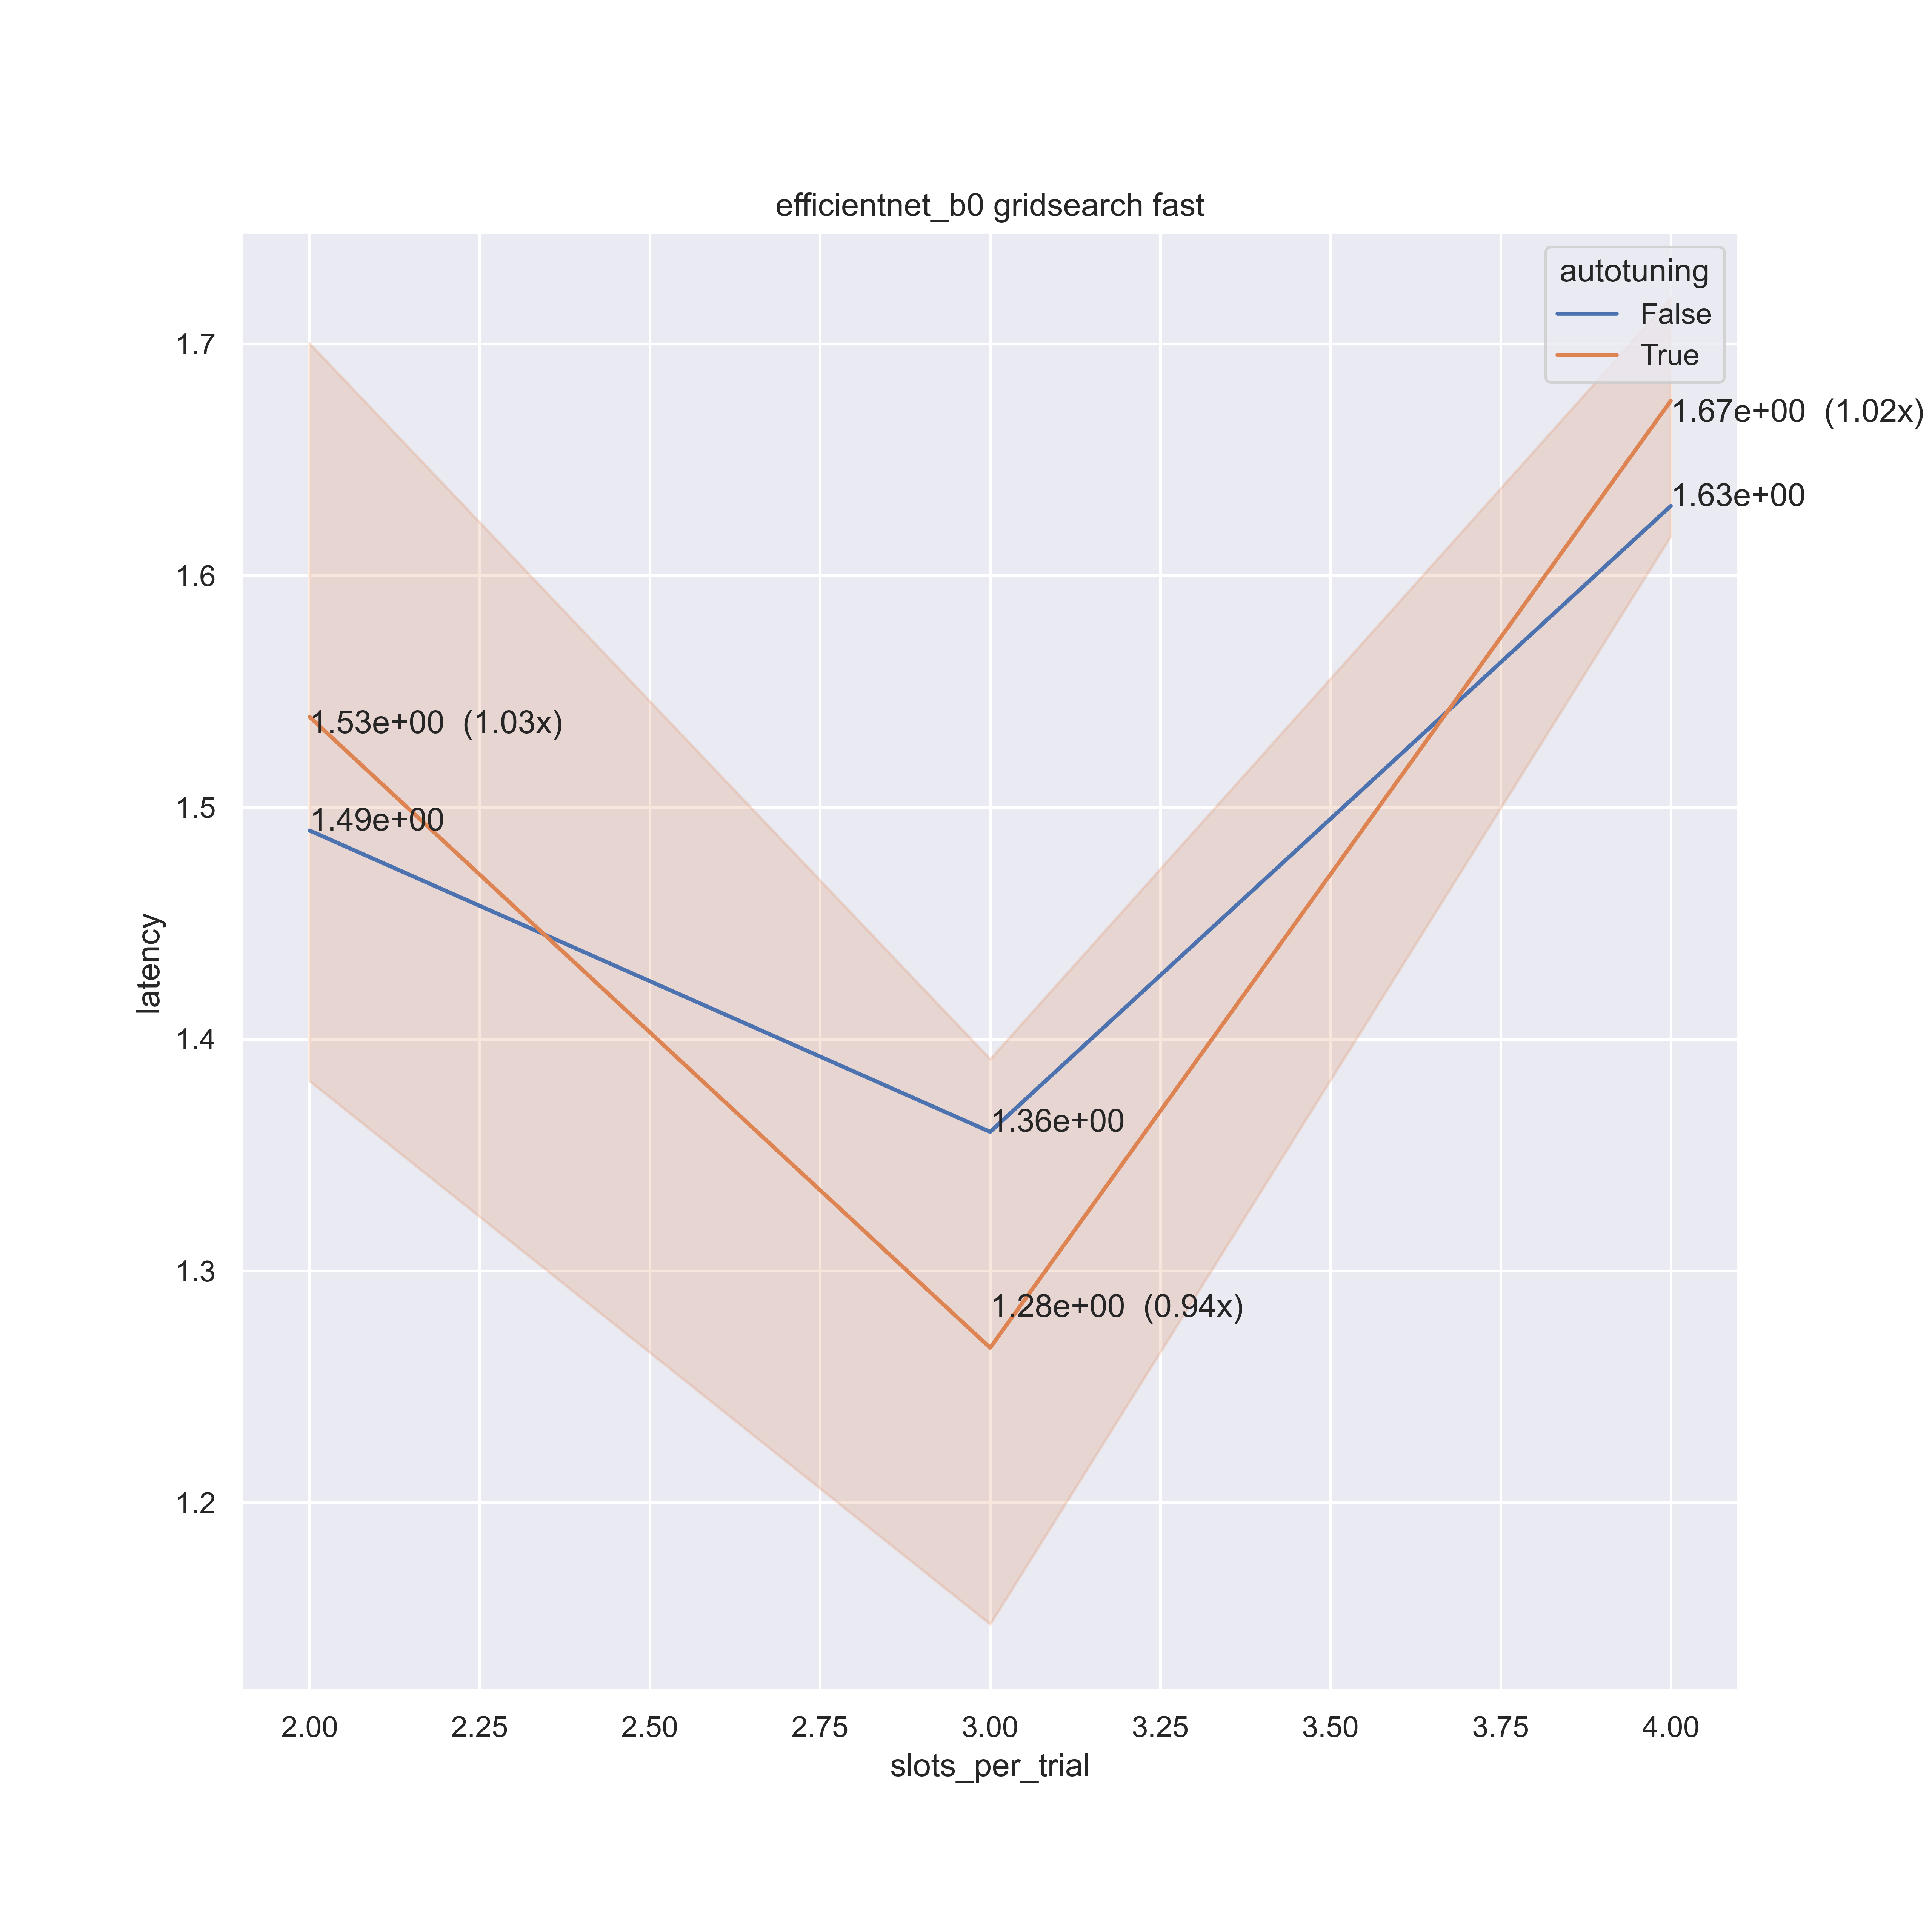 efficientnet_b0 gridsearch fast
autotuning
False
True
1.7
1.6
1.5
1.4
1.3
1.2
latency
1.67e+00 (1.02x)
1.63e+00
1.53e+00 (1.03x)
1.49e+00
1.36e+00
1.28e+00 (0.94x)
2.00 2.25 2.50 2.75 3.00 3.25 3.50 3.75 4.00
slots_per_trial